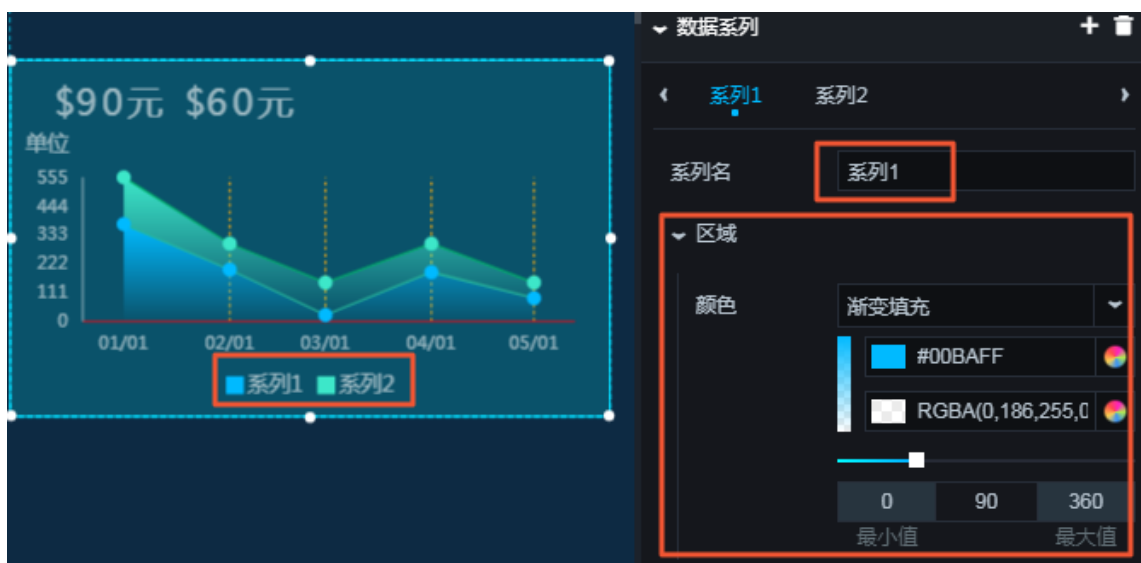 $90元 $60元
单位
555
444
333
222
111
0
01/01 02/01 03/01 04/01 05/01
系列1 系列2
数据系列
系列1 系列2
系列名 系列1
区域
颜色 渐变填充
#00BAFF
RGBA(0,186,255,0
0 90 360
最小值 最大值